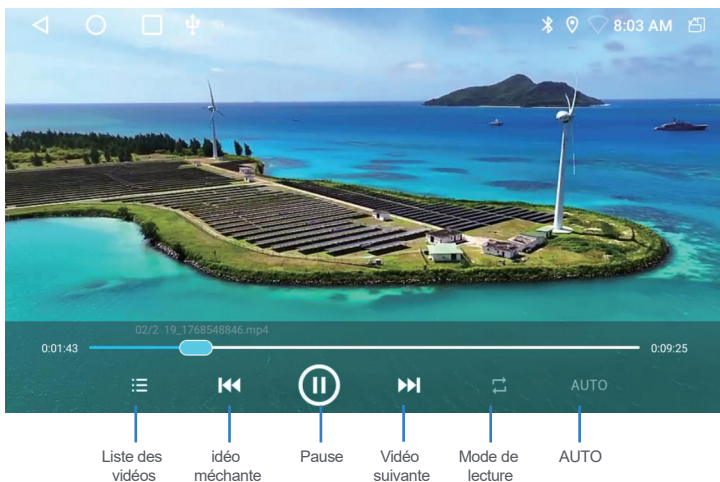 8:03 AM
02/2 19_1768548846.mp4
0:01:43
0:09:25
AUTO
Liste des
vidéos
idéo
méchante
Pause
Vidéo
suivante
Mode de
lecture
AUTO